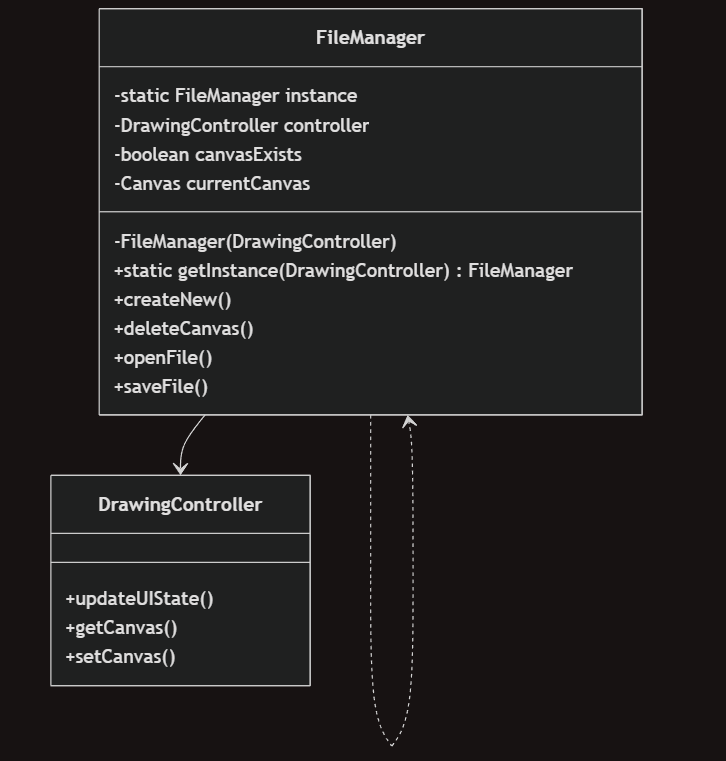 FileManager
-static FileManager instance
-DrawingController controller
-boolean canvasExists
-Canvas currentCanvas
-FileManager(DrawingController)
+static getInstance(DrawingController) : FileManager
+createNew()
+deleteCanvas()
+openFile()
+saveFile()
DrawingController
+updateUIState()
+getCanvas()
+setCanvas()